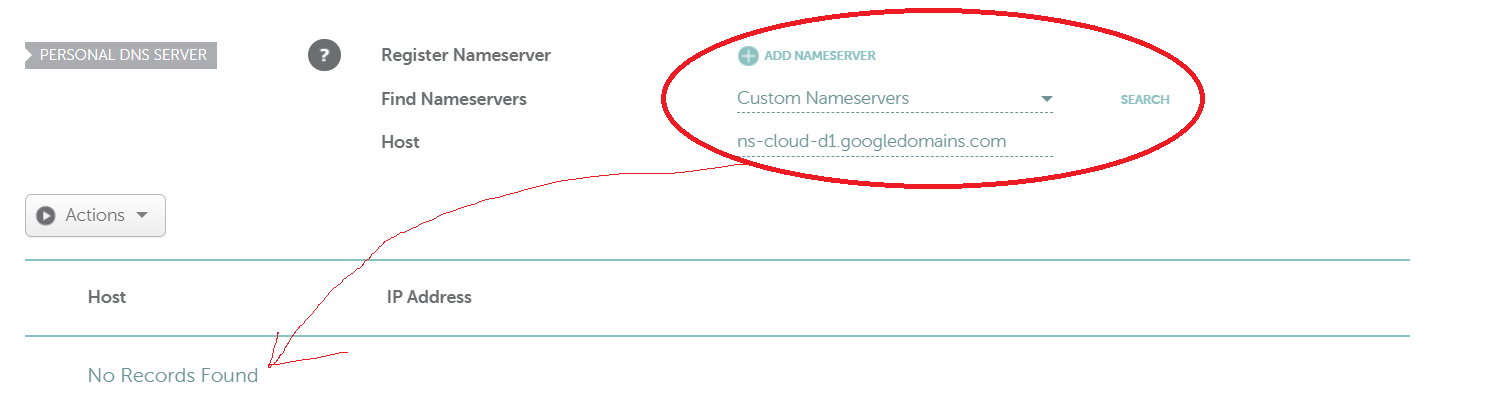 PERSONAL DNS SERVER
?
Register Nameserver
ADD NAMESERVER
Find Nameservers
Custom Nameservers
SEARCH
Host
ns-cloud-d1.googledomains.com
Actions
Host
IP Address
No Records Found